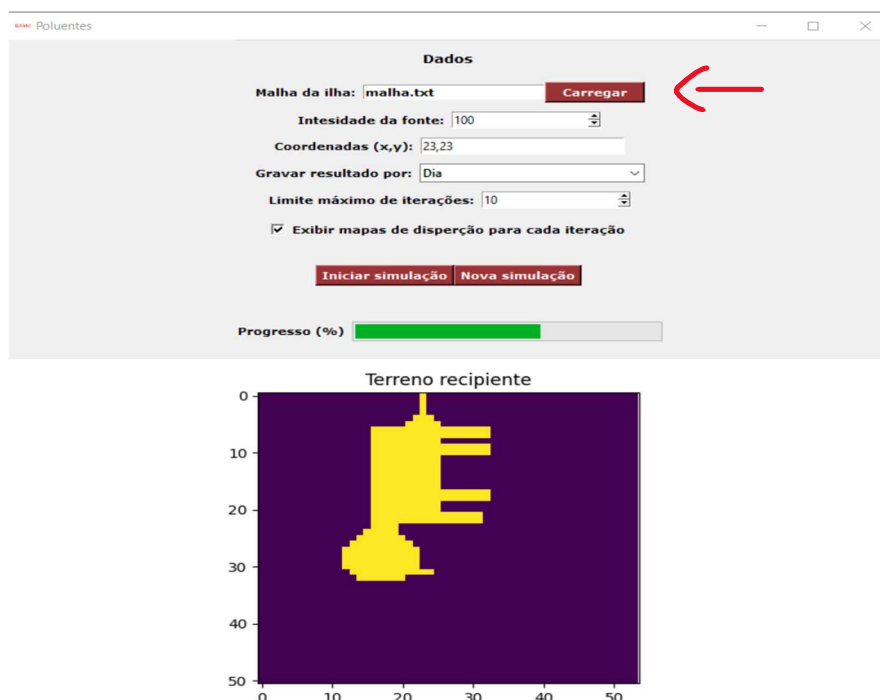 Poluentes
Dados
Malha da ilha: malha.txt Carregar
Intesidade da fonte: 100
Coordenadas (x,y): 23,23
Gravar resultado por: Dia
Limite máximo de iterações: 10
Exibir mapas de disperção para cada iteração
Iniciar simulação Nova simulação
Progresso (%)
Terreno recipiente
0
10
20
30
40
50
0 10 20 30 40 50